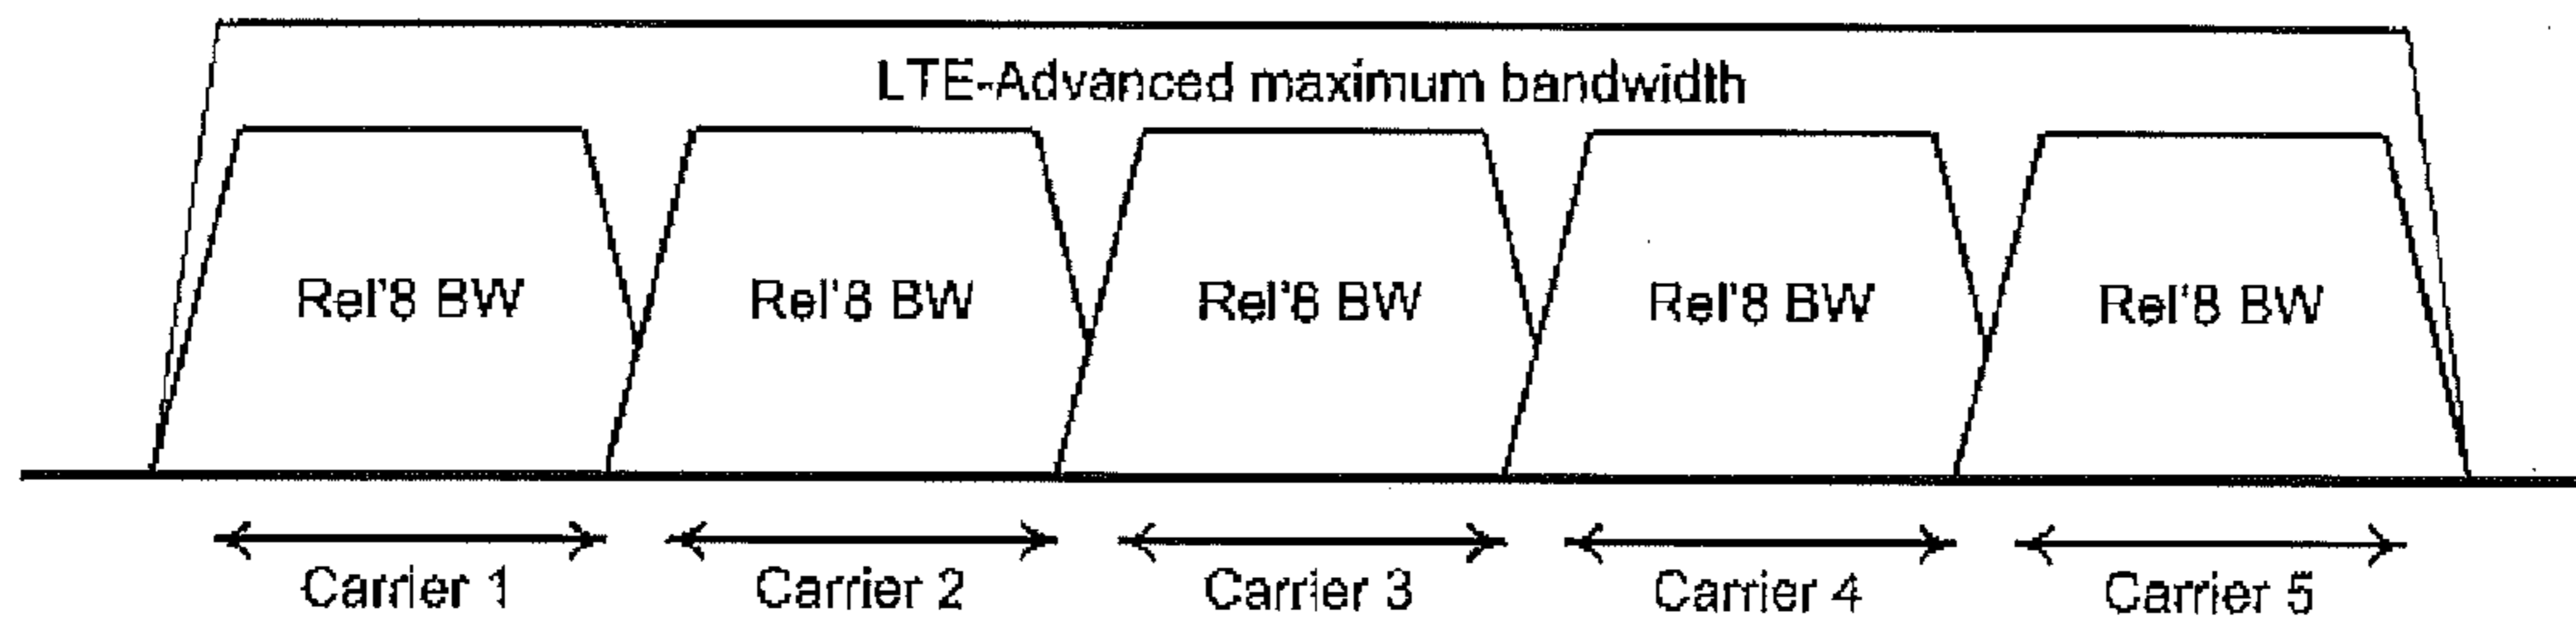 LTE-Advanced maximum bandwidth
Rel'8 BW Rel'8 BW Rel'8 BW Rel'8 BW Rel'8 BW
Carrier 1 Carrier 2 Carrier 3 Carrier 4 Carrier 5